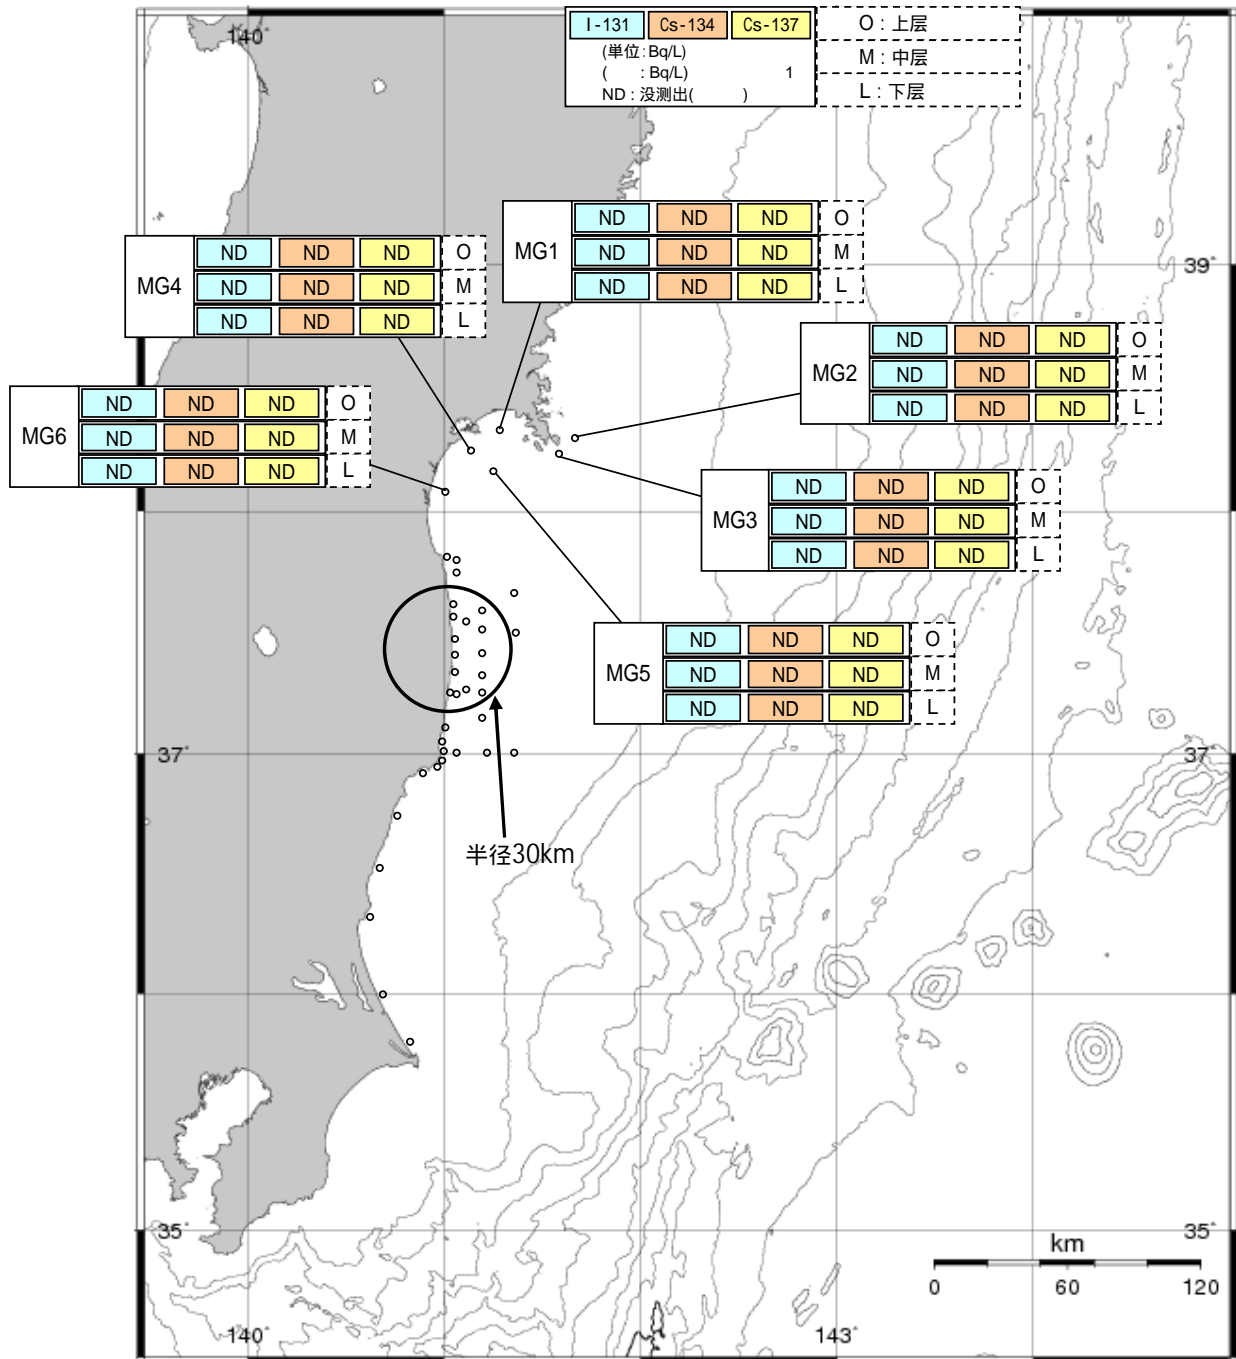 I-131 Cs-134 Cs-137
(単位:Bq/L)
( : Bq/L) 1
ND : 没測出( )
O : 上層
M : 中層
L : 下層
140°
MG1 ND ND ND O
ND ND ND M
ND ND ND L
MG4 ND ND ND O
ND ND ND M
ND ND ND L
39°
MG2 ND ND ND O
ND ND ND M
ND ND ND L
MG6 ND ND ND O
ND ND ND M
ND ND ND L
MG3 ND ND ND O
ND ND ND M
ND ND ND L
MG5 ND ND ND O
ND ND ND M
ND ND ND L
37°
37°
半径30km
35°
35°
km
0 60 120
140°
143°